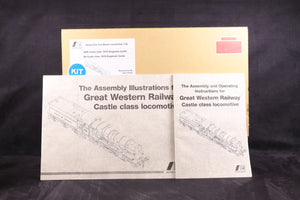 KIT
The Assembly Illustrations f
Great Western Railway
Castle class locomotive
The Assembly and Operating
Instructions for
Great Western Railway
Castle class locomotive